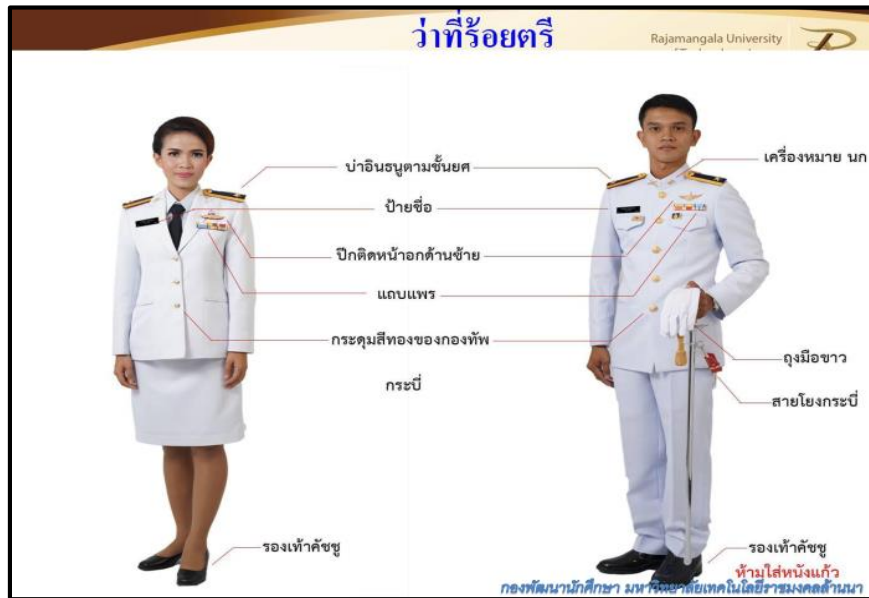 ว่าที่ร้อยตรี
Rajamangala University
บ่าอินธนูตามชั้นยศ
เครื่องหมาย นก
ป้ายชื่อ
ปีกติดหน้าอกด้านซ้าย
แถบแพร
กระดุมสีทองของกองทัพ
กระบี่
ถุงมือขาว
สายโยงกระบี่
รองเท้าคัชชู
รองเท้าคัชชู
ห้ามใส่หนังแก้ว
กองพัฒนานักศึกษา มหาวิทยาลัยเทคโนโลยีราชมงคลล้านนา